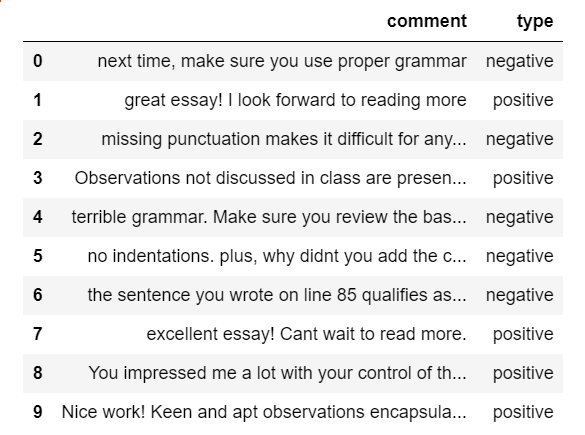 comment type
0 next time, make sure you use proper grammar negative
1 great essay! I look forward to reading more positive
2 missing punctuation makes it difficult for any... negative
3 Observations not discussed in class are presen... positive
4 terrible grammar. Make sure you review the bas... negative
5 no indentations. plus, why didnt you add the c... negative
6 the sentence you wrote on line 85 qualifies as... negative
7 excellent essay! Cant wait to read more. positive
8 You impressed me a lot with your control of th... positive
9 Nice work! Keen and apt observations encapsula... positive